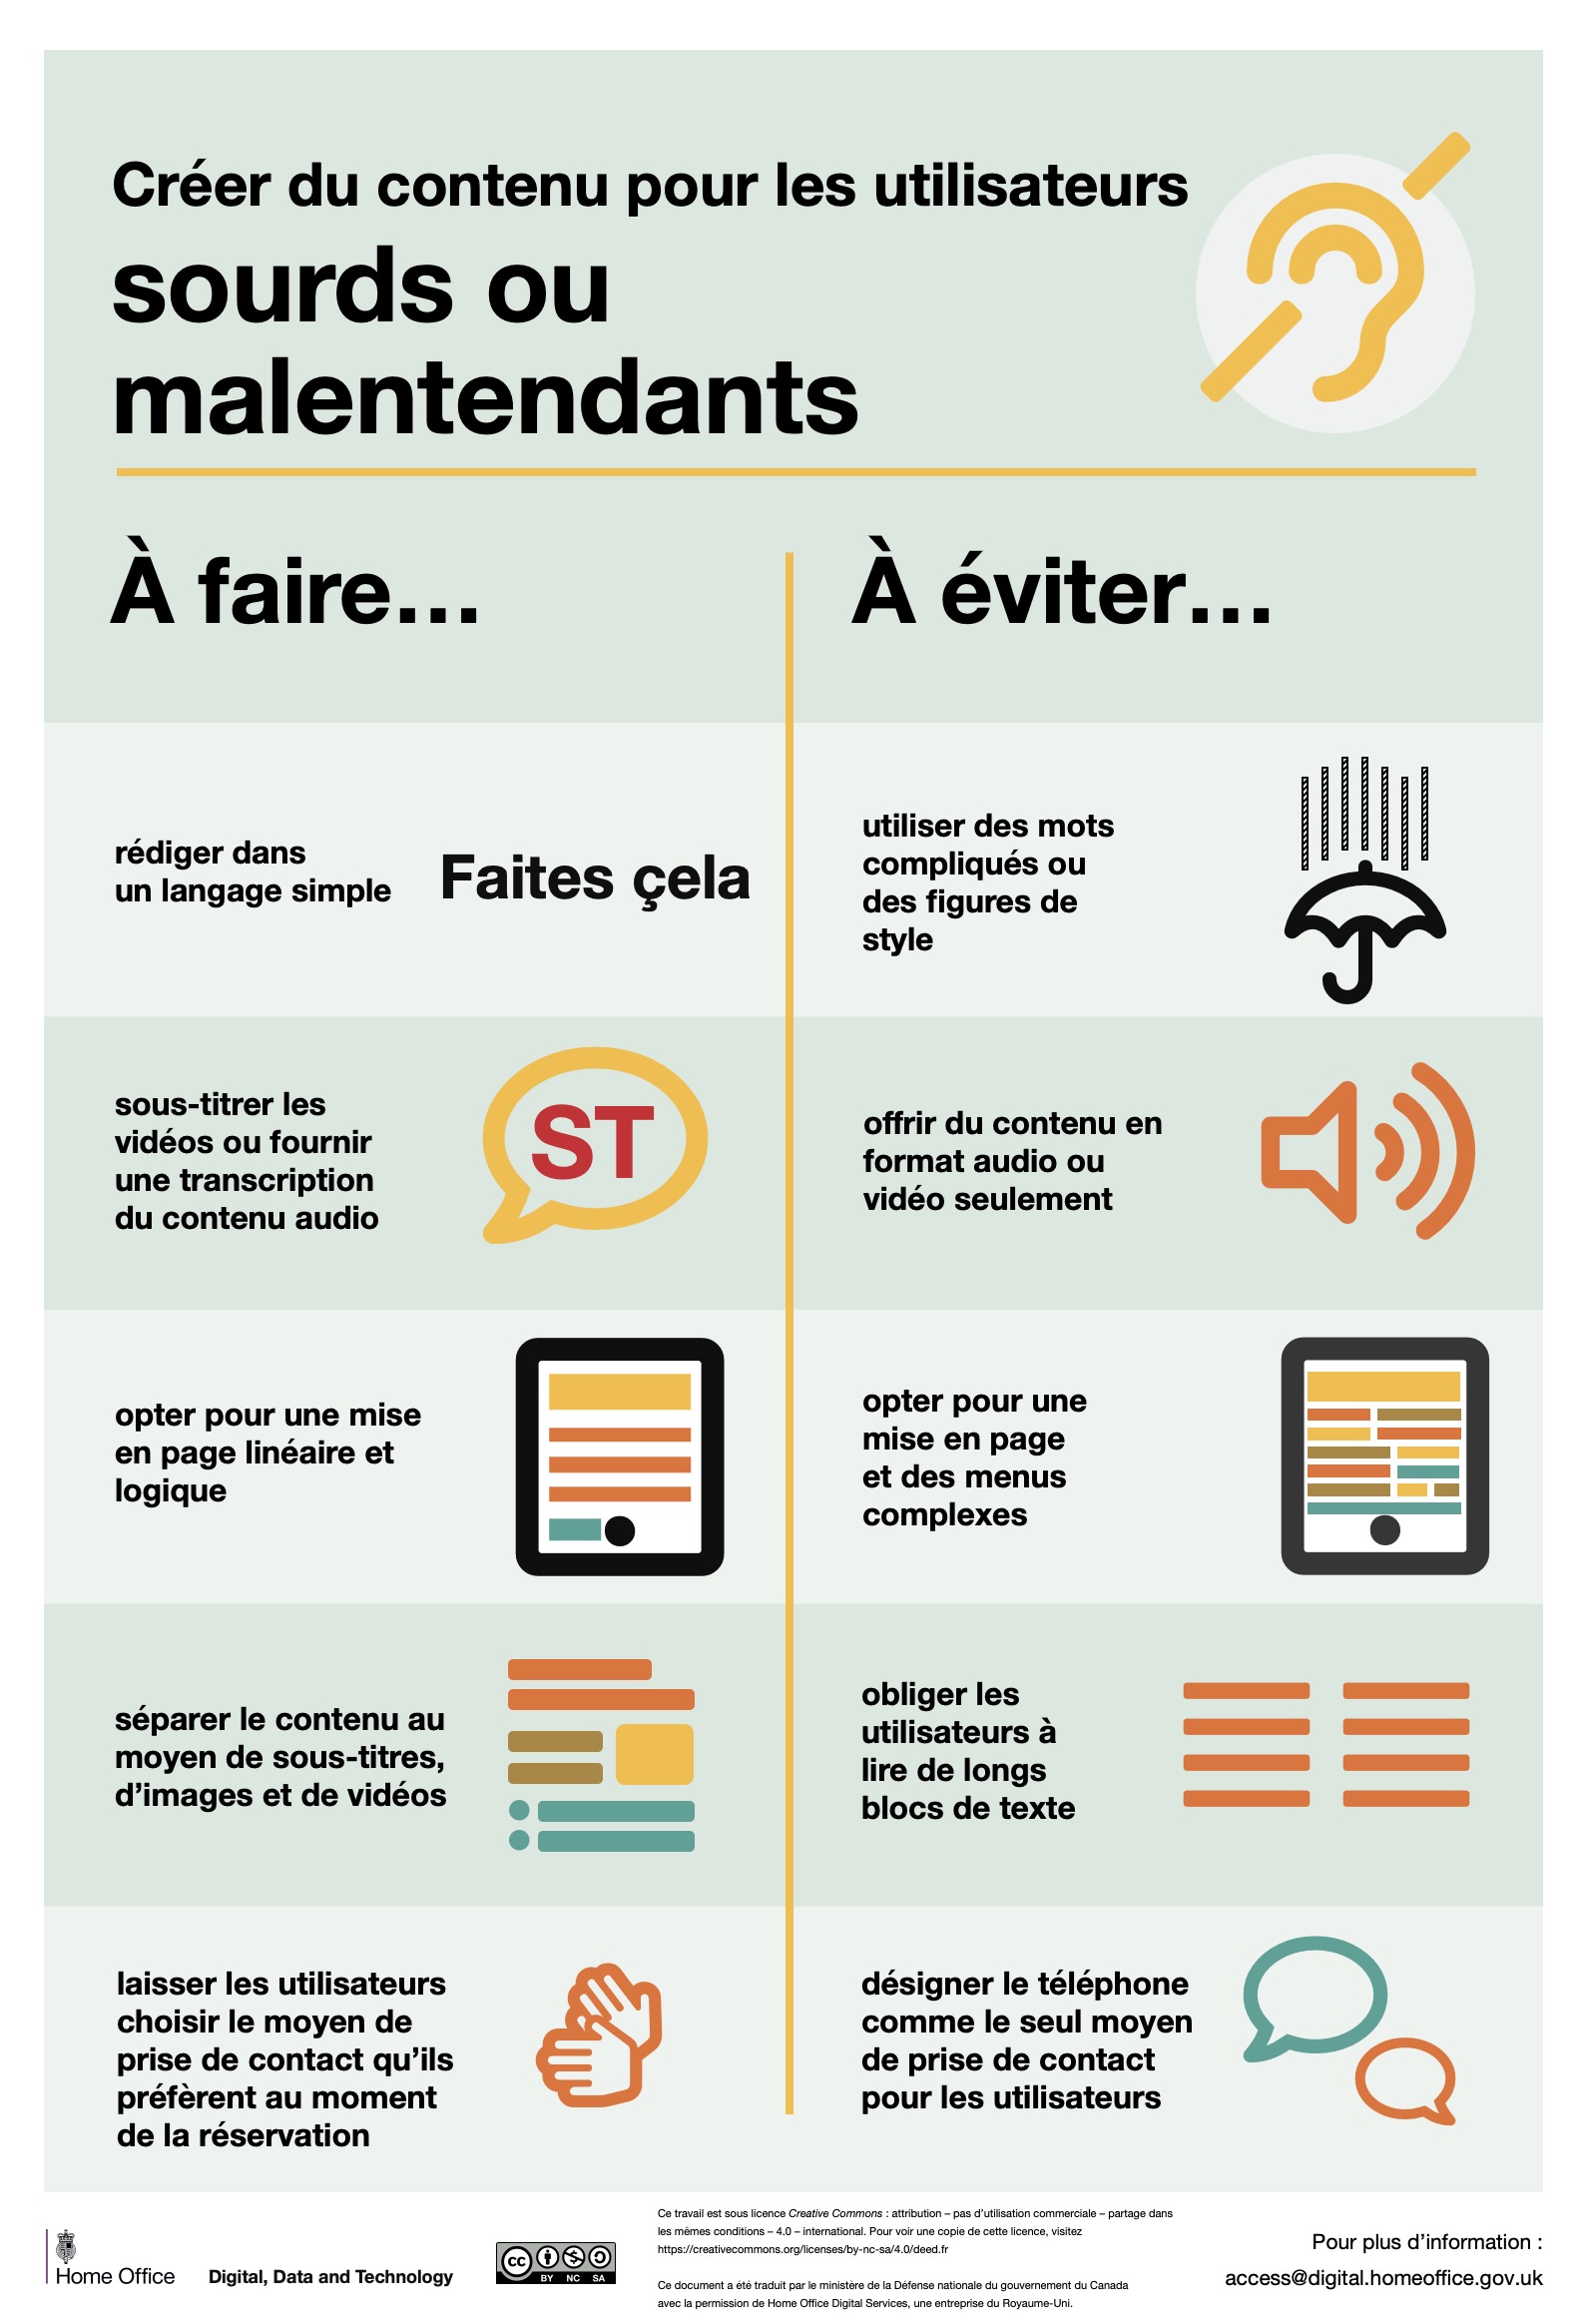 Créer du contenu pour les utilisateurs
sourds ou
malentendants
À faire...
À éviter...
rédiger dans
un langage simple
Faites çela
utiliser des mots
compliqués ou
des figures de
style
sous-titrer les
vidéos ou fournir
une transcription
du contenu audio
ST
offrir du contenu en
format audio ou
vidéo seulement
opter pour une mise
en page linéaire et
logique
opter pour une
mise en page
et des menus
complexes
séparer le contenu au
moyen de sous-titres,
d’images et de vidéos
obliger les
utilisateurs à
lire de longs
blocs de texte
laisser les utilisateurs
choisir le moyen de
prise de contact qu’ils
préfèrent au moment
de la réservation
désigner le téléphone
comme le seul moyen
de prise de contact
pour les utilisateurs
Home Office
Digital, Data and Technology
cc
BY NC SA
Ce travail est sous licence Creative Commons : attribution – pas d’utilisation commerciale – partage dans
les mêmes conditions – 4.0 – international. Pour voir une copie de cette licence, visitez
https://creativecommons.org/licenses/by-nc-sa/4.0/deed.fr
Ce document a été traduit par le ministère de la Défense nationale du gouvernement du Canada
avec la permission de Home Office Digital Services, une entreprise du Royaume-Uni.
Pour plus d’information :
access@digital.homeoffice.gov.uk